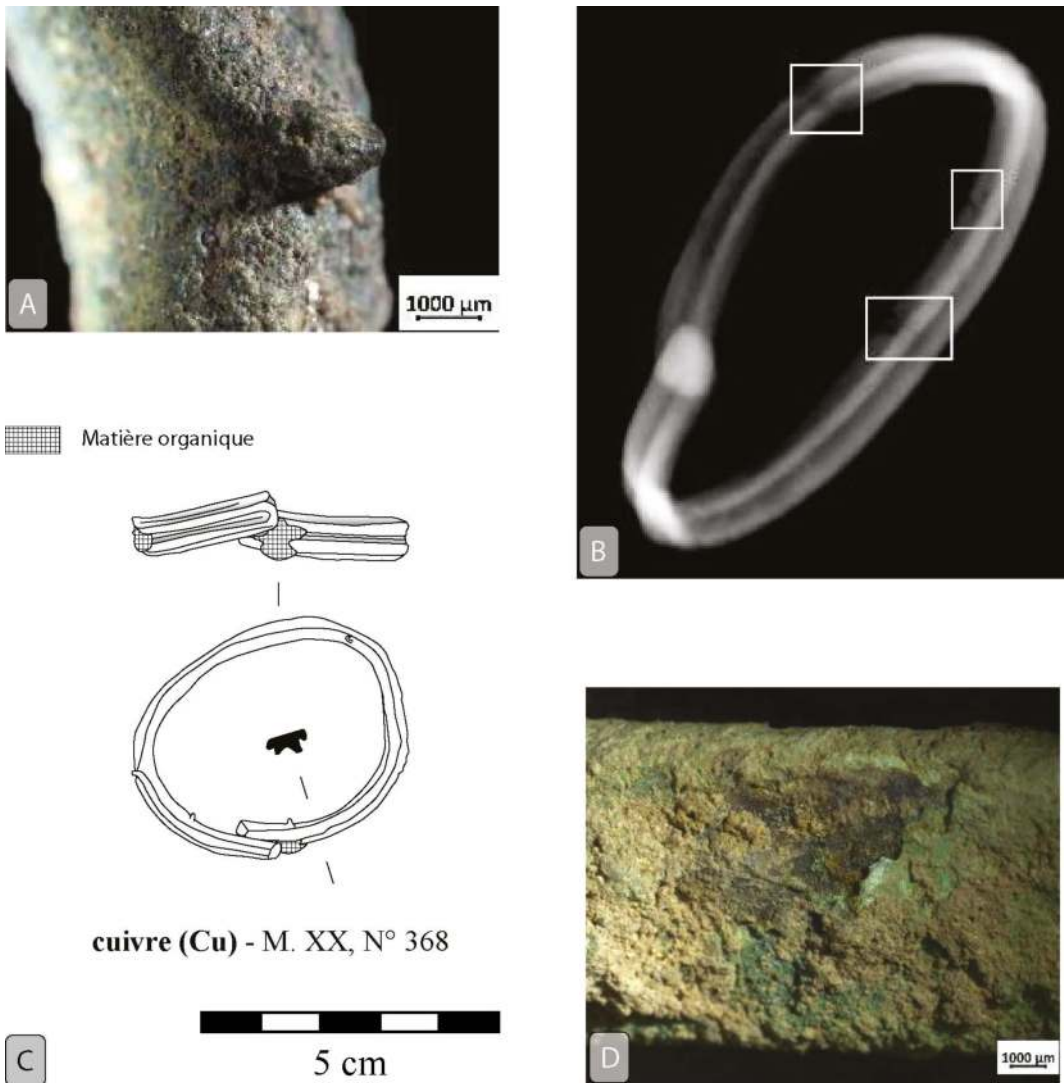 A
1000 µm
B
Matière organique
cuivre (Cu) - M. XX, N° 368
5 cm
C
D
1000 µm